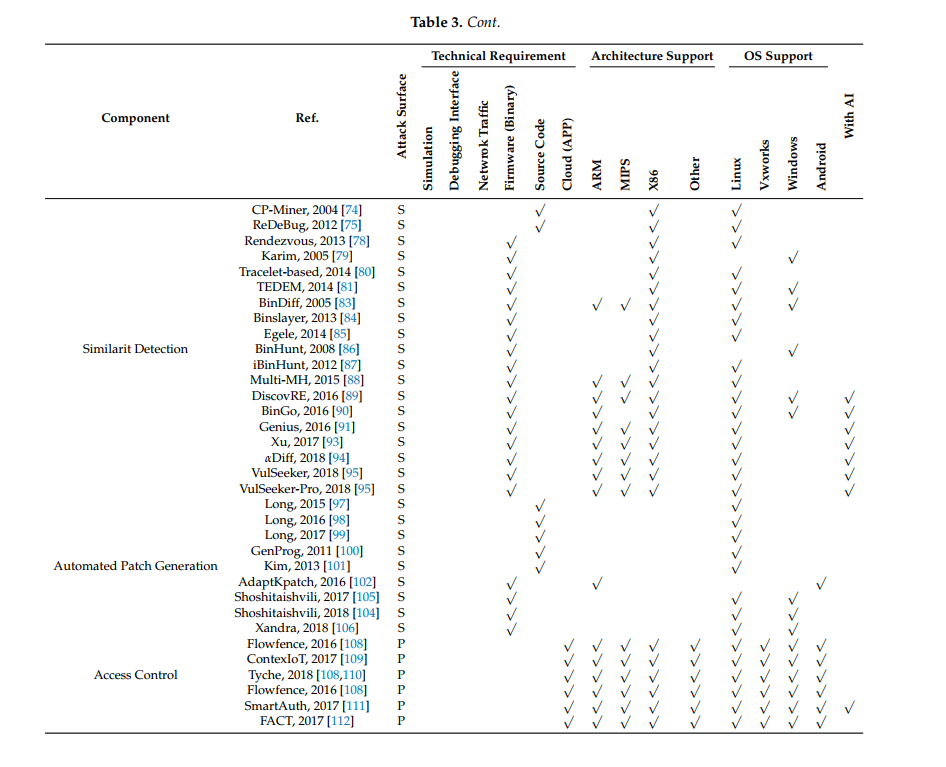 Table 3. Cont.
Technical Requirement Architecture Support OS Support
Component Ref. Attack Surface Simulation Debugging Interface Netwrok Traffic Firmware (Binary) Source Code Cloud (APP) ARM MIPS X86 Other Linux Vxworks Windows Android With AI
CP-Miner, 2004 [74] S √ √ √
ReDeBug, 2012 [75] S √ √ √
Rendezvous, 2013 [78] S √ √ √
Karim, 2005 [79] S √ √ √
Tracelet-based, 2014 [80] S √ √ √
TEDEM, 2014 [81] S √ √ √ √
BinDiff, 2005 [83] S √ √ √ √ √ √
Binslayer, 2013 [84] S √ √ √
Egele, 2014 [85] S √ √ √
Similarit Detection BinHunt, 2008 [86] S √ √ √
iBinHunt, 2012 [87] S √ √ √
Multi-MH, 2015 [88] S √ √ √ √ √
DiscovRE, 2016 [89] S √ √ √ √ √ √ √
BinGo, 2016 [90] S √ √ √ √ √ √
Genius, 2016 [91] S √ √ √ √ √ √
Xu, 2017 [93] S √ √ √ √ √ √
αDiff, 2018 [94] S √ √ √ √ √ √
VulSeeker, 2018 [95] S √ √ √ √ √ √
VulSeeker-Pro, 2018 [95] S √ √ √ √ √ √
Long, 2015 [97] S √ √
Long, 2016 [98] S √ √
Long, 2017 [99] S √ √
GenProg, 2011 [100] S √ √
Automated Patch Generation Kim, 2013 [101] S √ √
AdaptKpatch, 2016 [102] S √ √ √
Shoshitaishvili, 2017 [105] S √ √ √
Shoshitaishvili, 2018 [104] S √ √ √
Xandra, 2018 [106] S √ √ √
Flowfence, 2016 [108] P √ √ √ √ √ √ √ √ √
ContexIoT, 2017 [109] P √ √ √ √ √ √ √ √ √
Access Control Tyche, 2018 [108,110] P √ √ √ √ √ √ √ √ √
Flowfence, 2016 [108] P √ √ √ √ √ √ √ √ √
SmartAuth, 2017 [111] P √ √ √ √ √ √ √ √ √ √
FACT, 2017 [112] P √ √ √ √ √ √ √ √ √